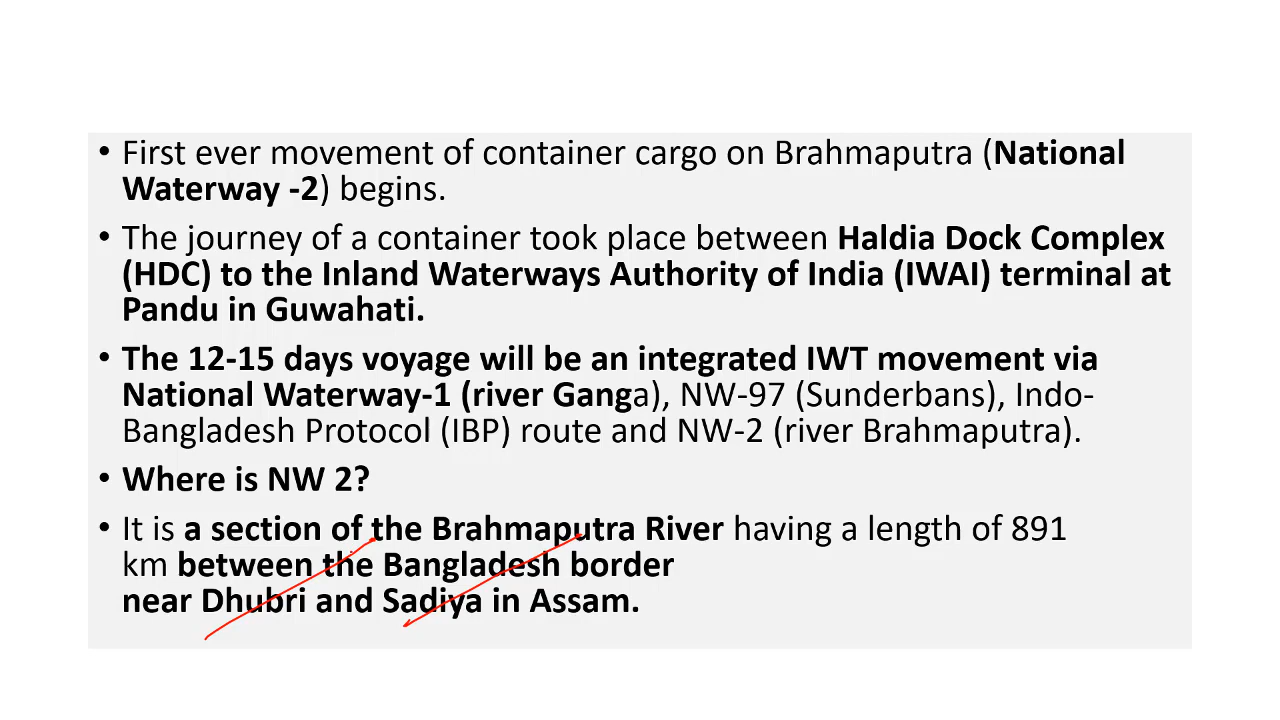 • First ever movement of container cargo on Brahmaputra (National
Waterway -2) begins.
• The journey of a container took place between Haldia Dock Complex
(HDC) to the Inland Waterways Authority of India (IWAI) terminal at
Pandu in Guwahati.
• The 12-15 days voyage will be an integrated IWT movement via
National Waterway-1 (river Ganga), NW-97 (Sunderbans), Indo-
Bangladesh Protocol (IBP) route and NW-2 (river Brahmaputra).
• Where is NW 2?
• It is a section of the Brahmaputra River having a length of 891
km between the Bangladesh border
near Dhubri and Sadiya in Assam.